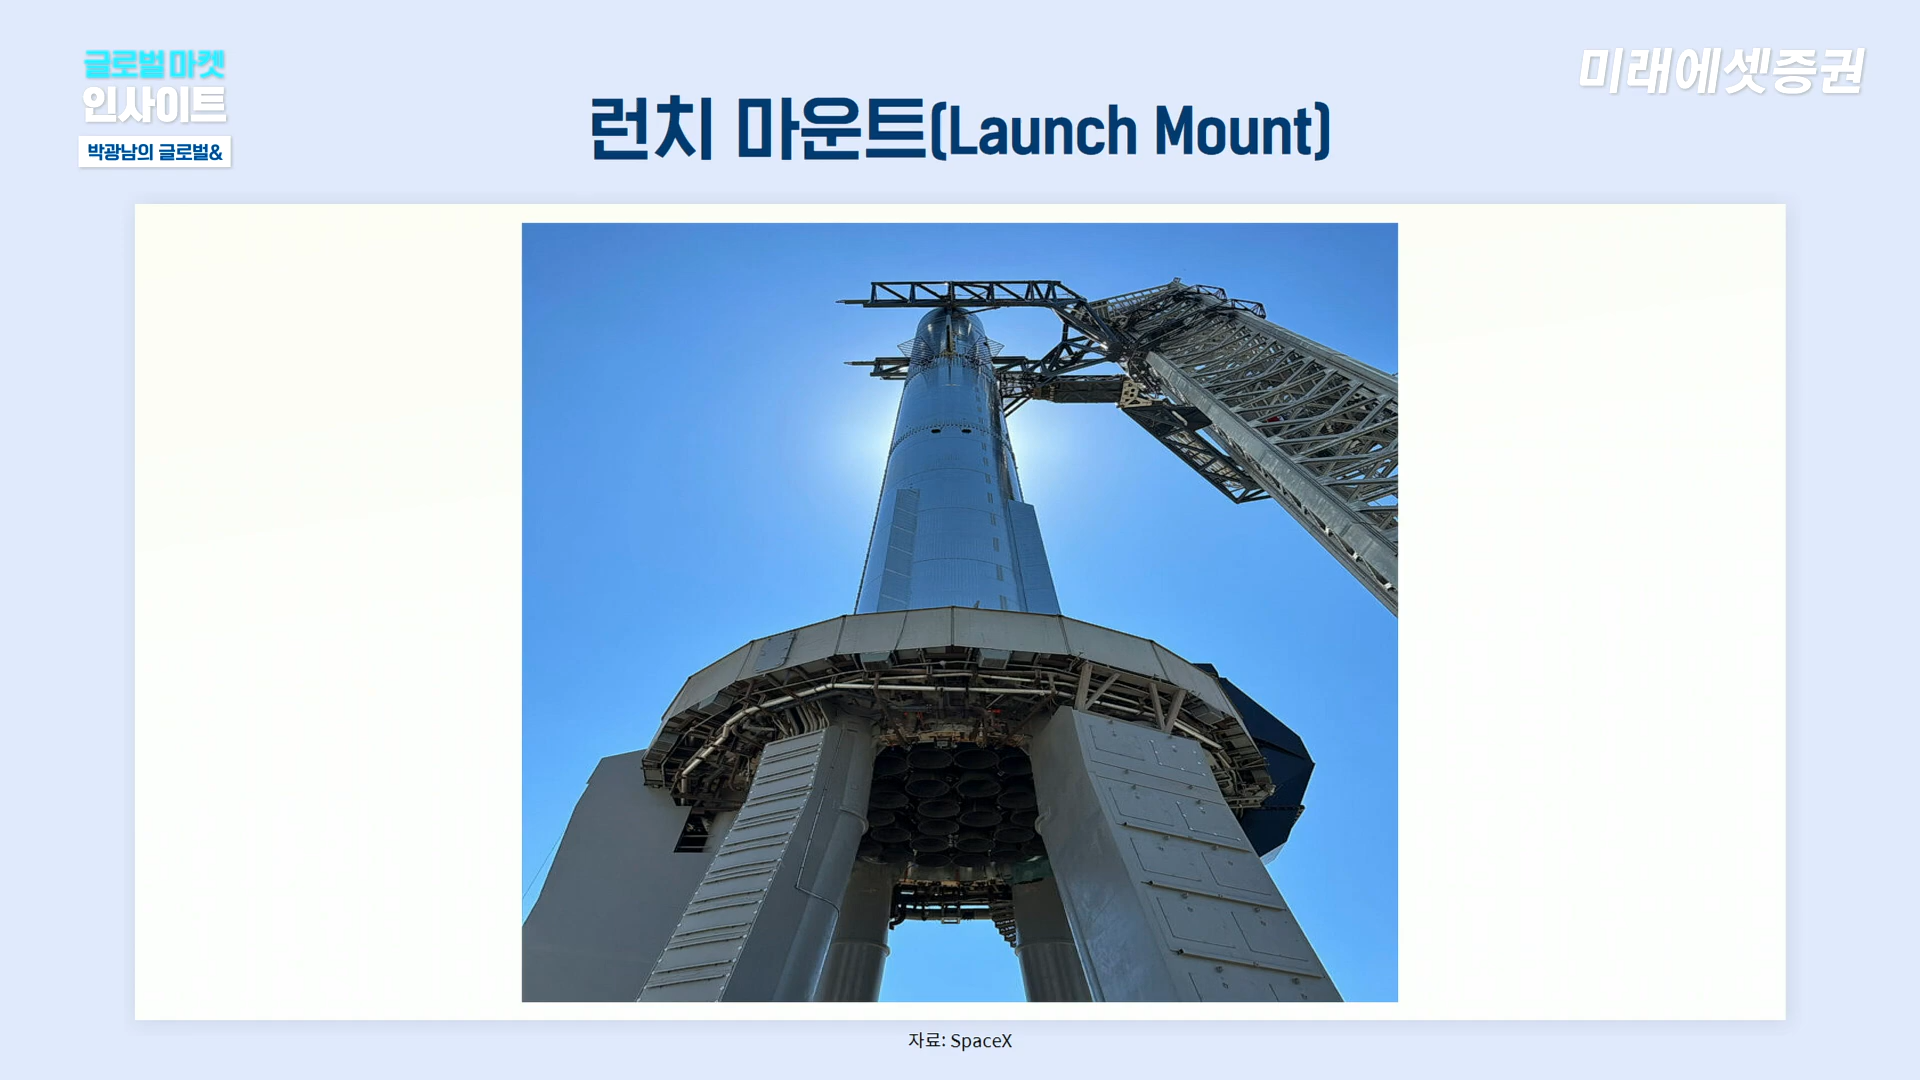 글로벌 마켓
인사이트
박광남의 글로벌&
미래에셋증권
런치 마운트(Launch Mount)
자료: SpaceX